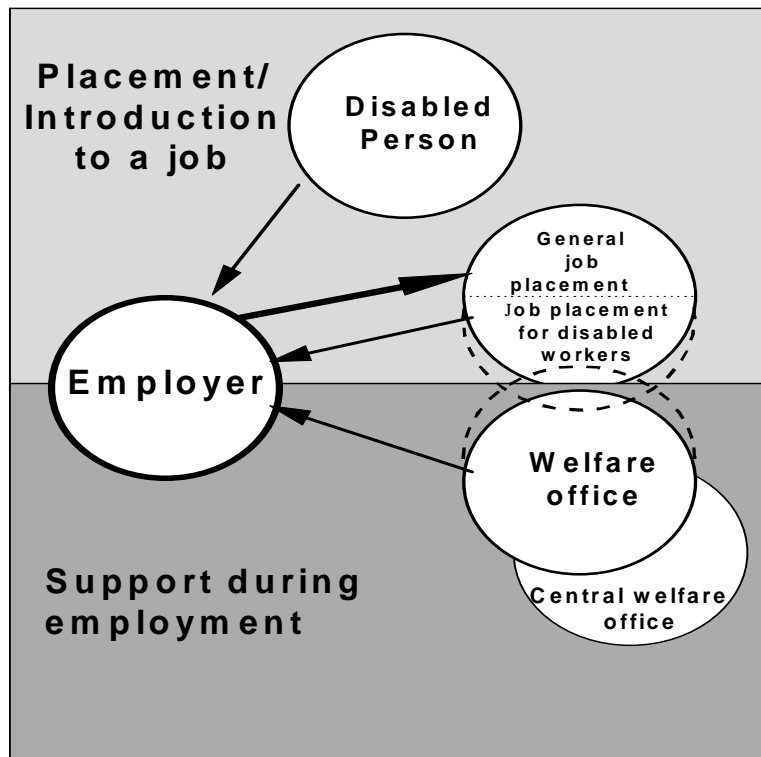 Placement/
Introduction
to a job
Disabled
Person
General
job
placement
Job placement
for disabled
workers
Employer
Welfare
office
Central welfare
office
Support during
employment